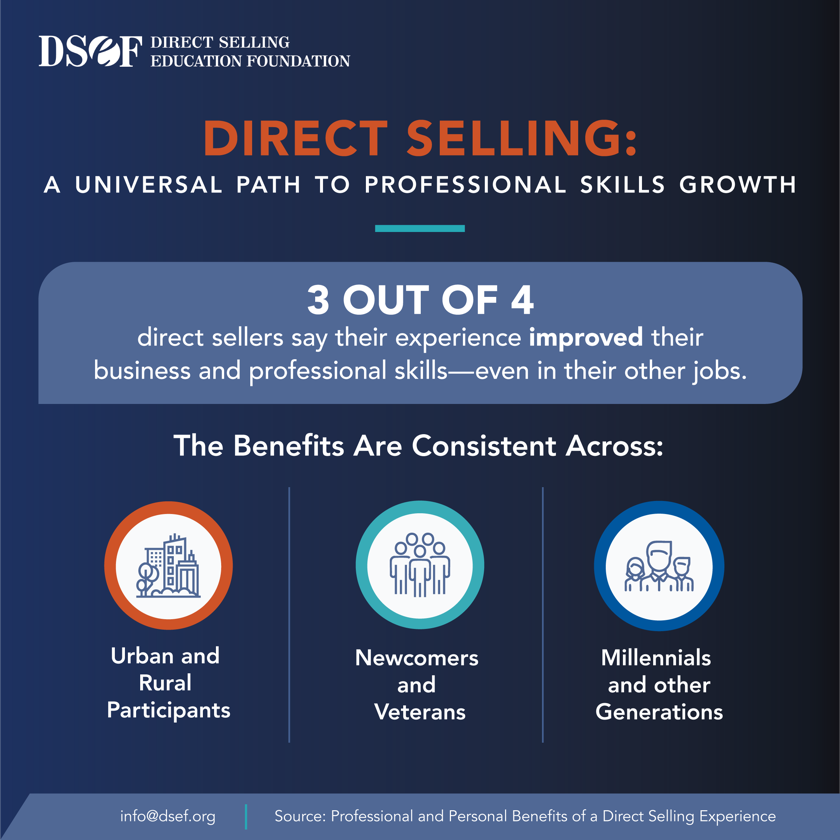 DSEF DIRECT SELLING
EDUCATION FOUNDATION
DIRECT SELLING:
A UNIVERSAL PATH TO PROFESSIONAL SKILLS GROWTH
3 OUT OF 4
direct sellers say their experience improved their
business and professional skills—even in their other jobs.
The Benefits Are Consistent Across:
Urban and
Rural
Participants
Newcomers
and
Veterans
Millennials
and other
Generations
info@dsef.org
Source: Professional and Personal Benefits of a Direct Selling Experience